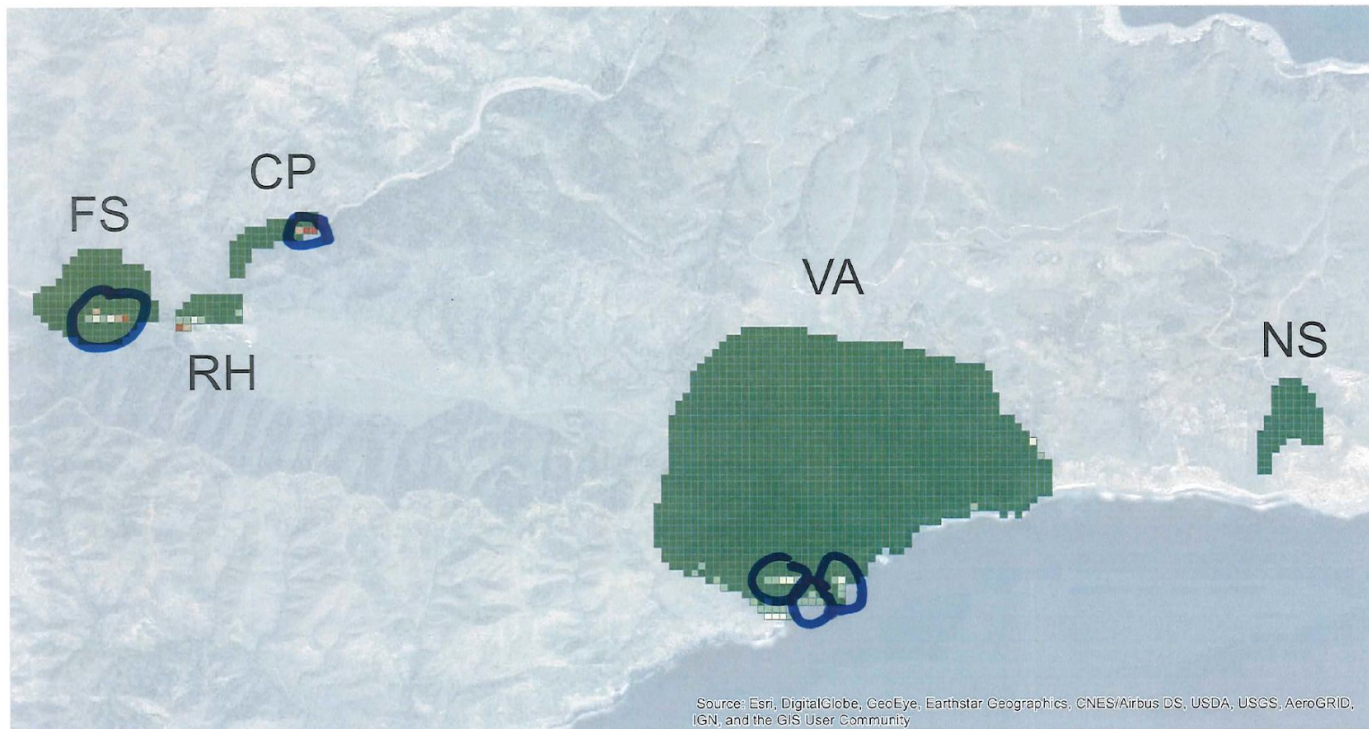 CP
FS
VA
NS
RH
Source: Esri, DigitalGlobe, GeoEye, Earthstar Geographics, CNES/Airbus DS, USDA, USGS, AeroGRID,
IGN, and the GIS User Community